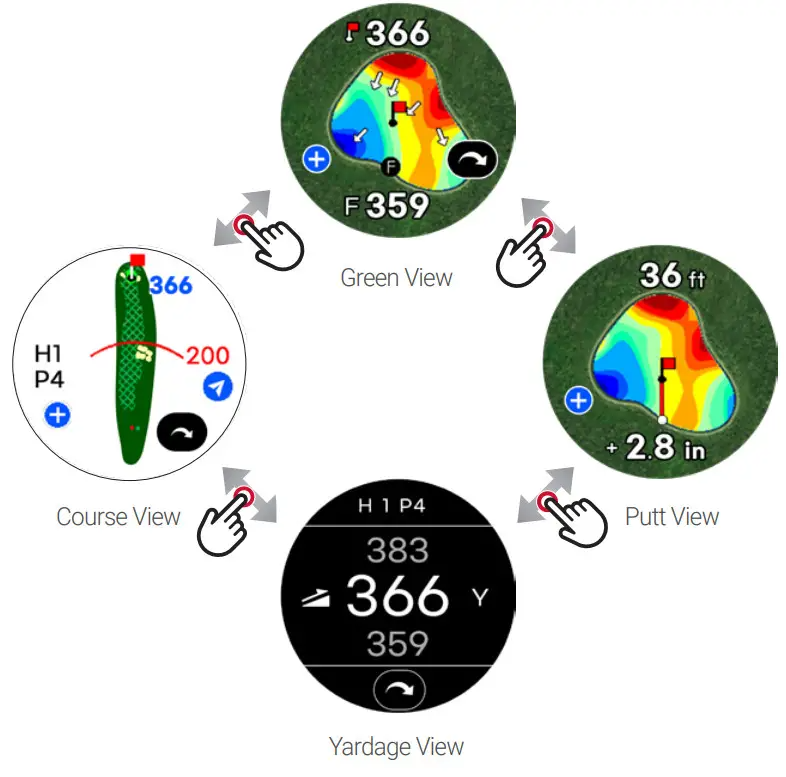 366
F
F 359
Green View
366
H1
P4
200
Course View
36 ft
+ 2.8 in
Putt View
H 1 P4
383
366 Y
359
Yardage View